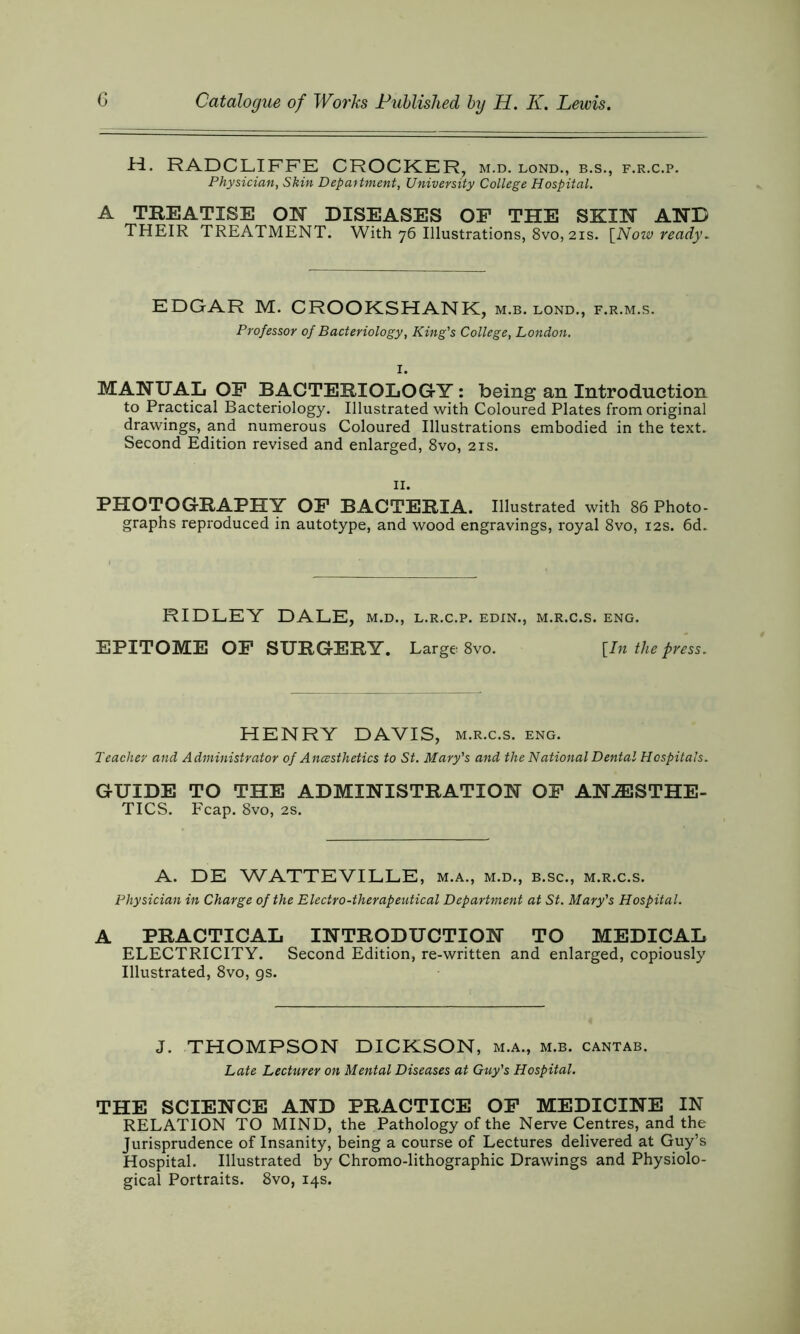 6 Catalogue of Works Published by H. K. Lewis.
H. RADCLIFFE CROCKER, M.D. LOND., B.S., F.R.C.P.
Physician, Skin Department, University College Hospital.
A TREATISE ON DISEASES OF THE SKIN AND
THEIR TREATMENT. With 76 Illustrations, 8vo, 21s. [Now ready.
EDGAR M. CROOKSHANK, M.B. LOND., F.R.M.S.
Professor of Bacteriology, King's College, London.
I.
MANUAL OF BACTERIOLOGY: being an Introduction
to Practical Bacteriology. Illustrated with Coloured Plates from original
drawings, and numerous Coloured Illustrations embodied in the text.
Second Edition revised and enlarged, 8vo, 21s.
II.
PHOTOGRAPHY OF BACTERIA. Illustrated with 86 Photo-
graphs reproduced in autotype, and wood engravings, royal 8vo, 12s. 6d.
RIDLEY DALE, M.D., L.R.C.P. EDIN., M.R.C.S. ENG.
EPITOME OF SURGERY. Large 8vo. [In the press.
HENRY DAVIS, M.R.C.S. ENG.
Teacher and Administrator of Anæsthetics to St. Mary's and the National Dental Hospitals.
GUIDE TO THE ADMINISTRATION OF ANÆSTHE-
TICS. Fcap. 8vo, 2s.
A. DE WATTEVILLE, M.A., M.D., B.SC., M.R.C.S.
Physician in Charge of the Electro-therapeutical Department at St. Mary's Hospital.
A PRACTICAL INTRODUCTION TO MEDICAL
ELECTRICITY. Second Edition, re-written and enlarged, copiously
Illustrated, 8vo, 9s.
J. THOMPSON DICKSON, M.A., M.B. CANTAB.
Late Lecturer on Mental Diseases at Guy's Hospital.
THE SCIENCE AND PRACTICE OF MEDICINE IN
RELATION TO MIND, the Pathology of the Nerve Centres, and the
Jurisprudence of Insanity, being a course of Lectures delivered at Guy's
Hospital. Illustrated by Chromo-lithographic Drawings and Physiolo-
gical Portraits. 8vo, 14s.